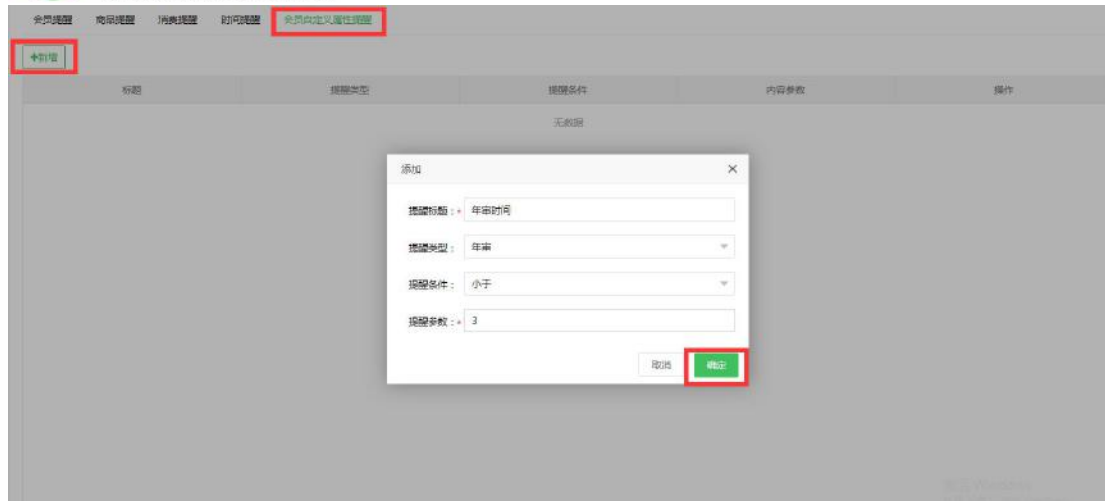 会员提醒 商品提醒 消费提醒 时间提醒 会员自定义属性提醒
+新增
标题 提醒类型 提醒条件 内容参数 操作
无数据
添加 ×
提醒标题：* 年审时间
提醒类型： 年审
提醒条件： 小于
提醒参数：* 3
取消 确定
激活 Windows